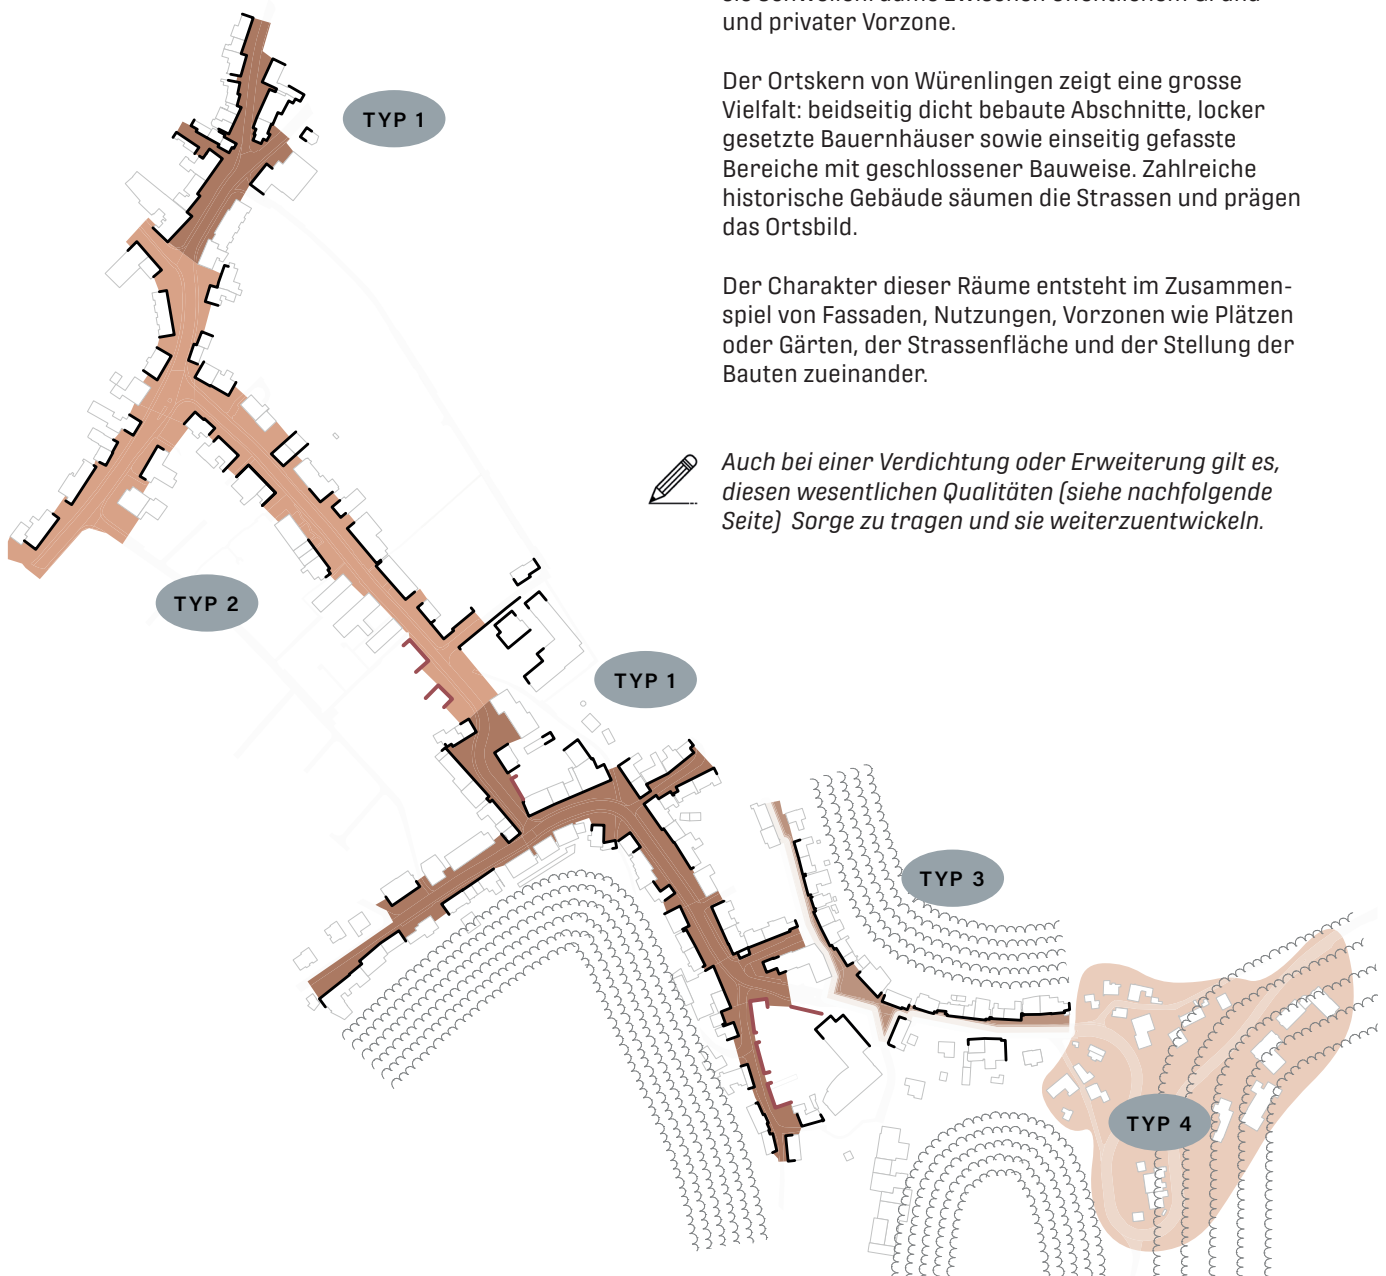 und privater Vorzone.
Der Ortskern von Würenlingen zeigt eine grosse
Vielfalt: beidseitig dicht bebaute Abschnitte, locker
gesetzte Bauernhäuser sowie einseitig gefasste
Bereiche mit geschlossener Bauweise. Zahlreiche
historische Gebäude säumen die Strassen und prägen
das Ortsbild.
Der Charakter dieser Räume entsteht im Zusammen-
spiel von Fassaden, Nutzungen, Vorzonen wie Plätzen
oder Gärten, der Strassenfläche und der Stellung der
Bauten zueinander.
Auch bei einer Verdichtung oder Erweiterung gilt es,
diesen wesentlichen Qualitäten (siehe nachfolgende
Seite) Sorge zu tragen und sie weiterzuentwickeln.
TYP 1
TYP 2
TYP 1
TYP 3
TYP 4